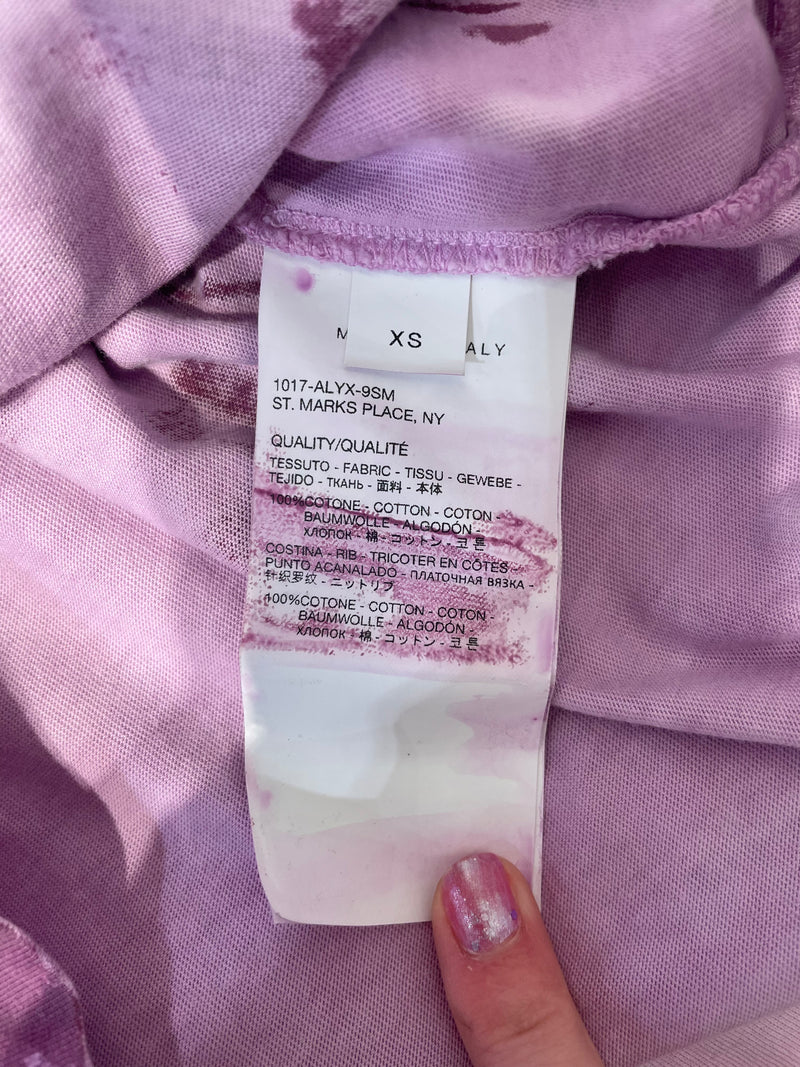 XS
M ALY
1017-ALYX-9SM
ST. MARKS PLACE, NY
QUALITY/QUALITÉ
TESSUTO - FABRIC - TISSU - GEWEBE -
TEJIDO - ТКАНЬ - 面料 - 本体
100%COTONE - COTTON - COTON -
BAUMWOLLE - ALGODÓN -
ХЛОПОК - 棉 - コットン - 코튼
COSTINA - RIB - TRICOTER EN CÔTES -
PUNTO ACANALADO - ПЛАТОЧНАЯ ВЯЗКА -
针织罗纹 - ニットリブ
100%COTONE - COTTON - COTON -
BAUMWOLLE - ALGODÓN -
ХЛОПОК - 棉 - コットン - 코튼